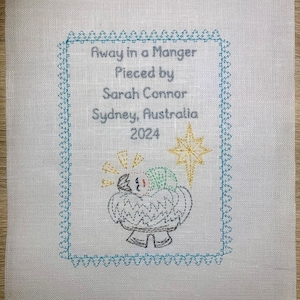 Away in a Manger
Pieced by
Sarah Connor
Sydney, Australia
2024